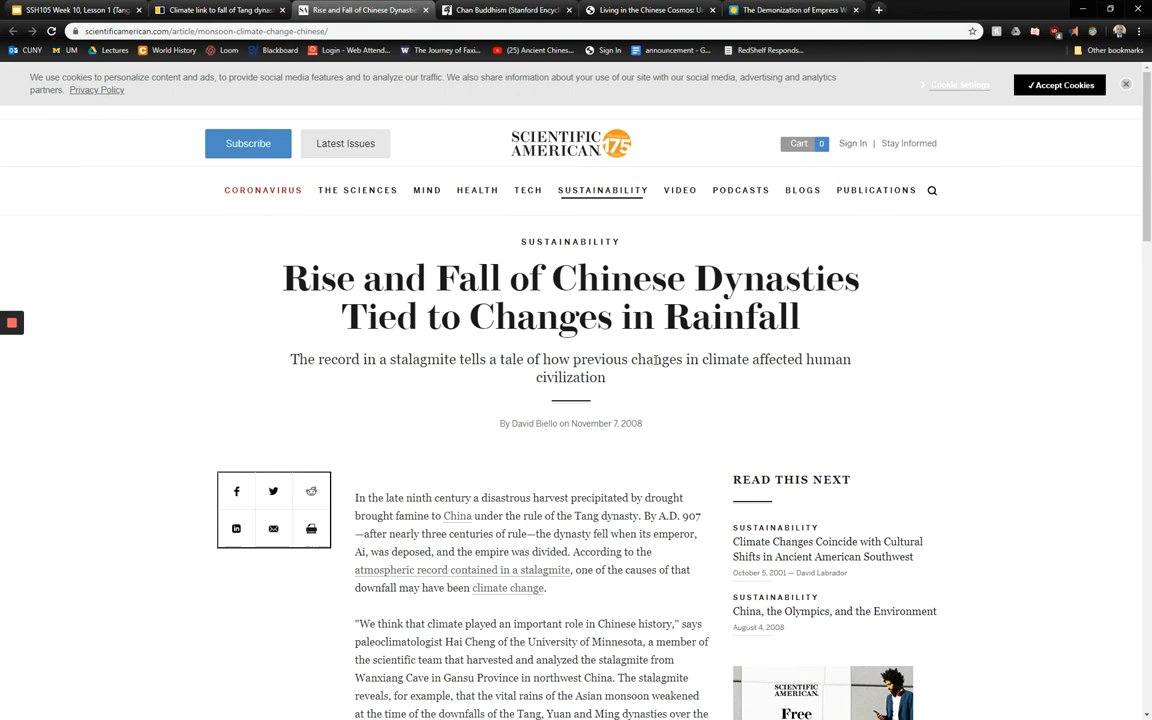 SSH105 Week 10, Lesson 1 (Tang
Climate link to fall of Tang dynas
Rise and Fall of Chinese Dynastie
Chan Buddhism (Stanford Encyc
Living in the Chinese Cosmos: Un
The Demonization of Empress W
scientificamerican.com/article/monsoon-climate-change-chinese/
CUNY
UM
Lectures
World History
Loom
Blackboard
Login - Web Attend...
The Journey of Faxi...
(25) Ancient Chines...
Sign In
announcement - G...
RedShelf Respons...
Other bookmarks
We use cookies to personalize content and ads, to provide social media features and to analyze our traffic. We also share information about your use of our site with our social media, advertising and analytics
partners. Privacy Policy
Cookie Settings
✓ Accept Cookies
Subscribe
Latest Issues
SCIENTIFIC
AMERICAN 175
Cart 0
Sign In | Stay Informed
CORONAVIRUS THE SCIENCES MIND HEALTH TECH SUSTAINABILITY VIDEO PODCASTS BLOGS PUBLICATIONS
SUSTAINABILITY
Rise and Fall of Chinese Dynasties
Tied to Changes in Rainfall
The record in a stalagmite tells a tale of how previous changes in climate affected human
civilization
By David Biello on November 7, 2008
In the late ninth century a disastrous harvest precipitated by drought
brought famine to China under the rule of the Tang dynasty. By A.D. 907
—after nearly three centuries of rule—the dynasty fell when its emperor,
Ai, was deposed, and the empire was divided. According to the
atmospheric record contained in a stalagmite, one of the causes of that
downfall may have been climate change.
"We think that climate played an important role in Chinese history," says
paleoclimatologist Hai Cheng of the University of Minnesota, a member of
the scientific team that harvested and analyzed the stalagmite from
Wanxiang Cave in Gansu Province in northwest China. The stalagmite
reveals, for example, that the vital rains of the Asian monsoon weakened
at the time of the downfalls of the Tang, Yuan and Ming dynasties over the
READ THIS NEXT
SUSTAINABILITY
Climate Changes Coincide with Cultural
Shifts in Ancient American Southwest
October 5, 2001 — David Labrador
SUSTAINABILITY
China, the Olympics, and the Environment
August 4, 2008
SCIENTIFIC
AMERICAN
Free